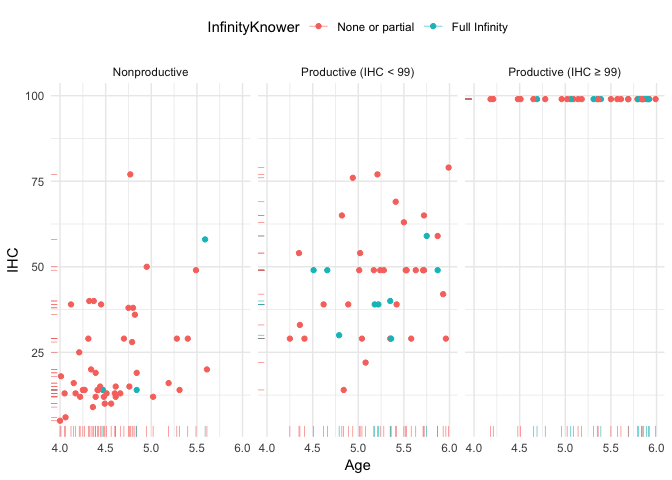 InfinityKnower None or partial Full Infinity
Nonproductive Productive (IHC < 99) Productive (IHC ≥ 99)
100
75
50
25
IHC
4.0 4.5 5.0 5.5 6.0 4.0 4.5 5.0 5.5 6.0 4.0 4.5 5.0 5.5 6.0
Age